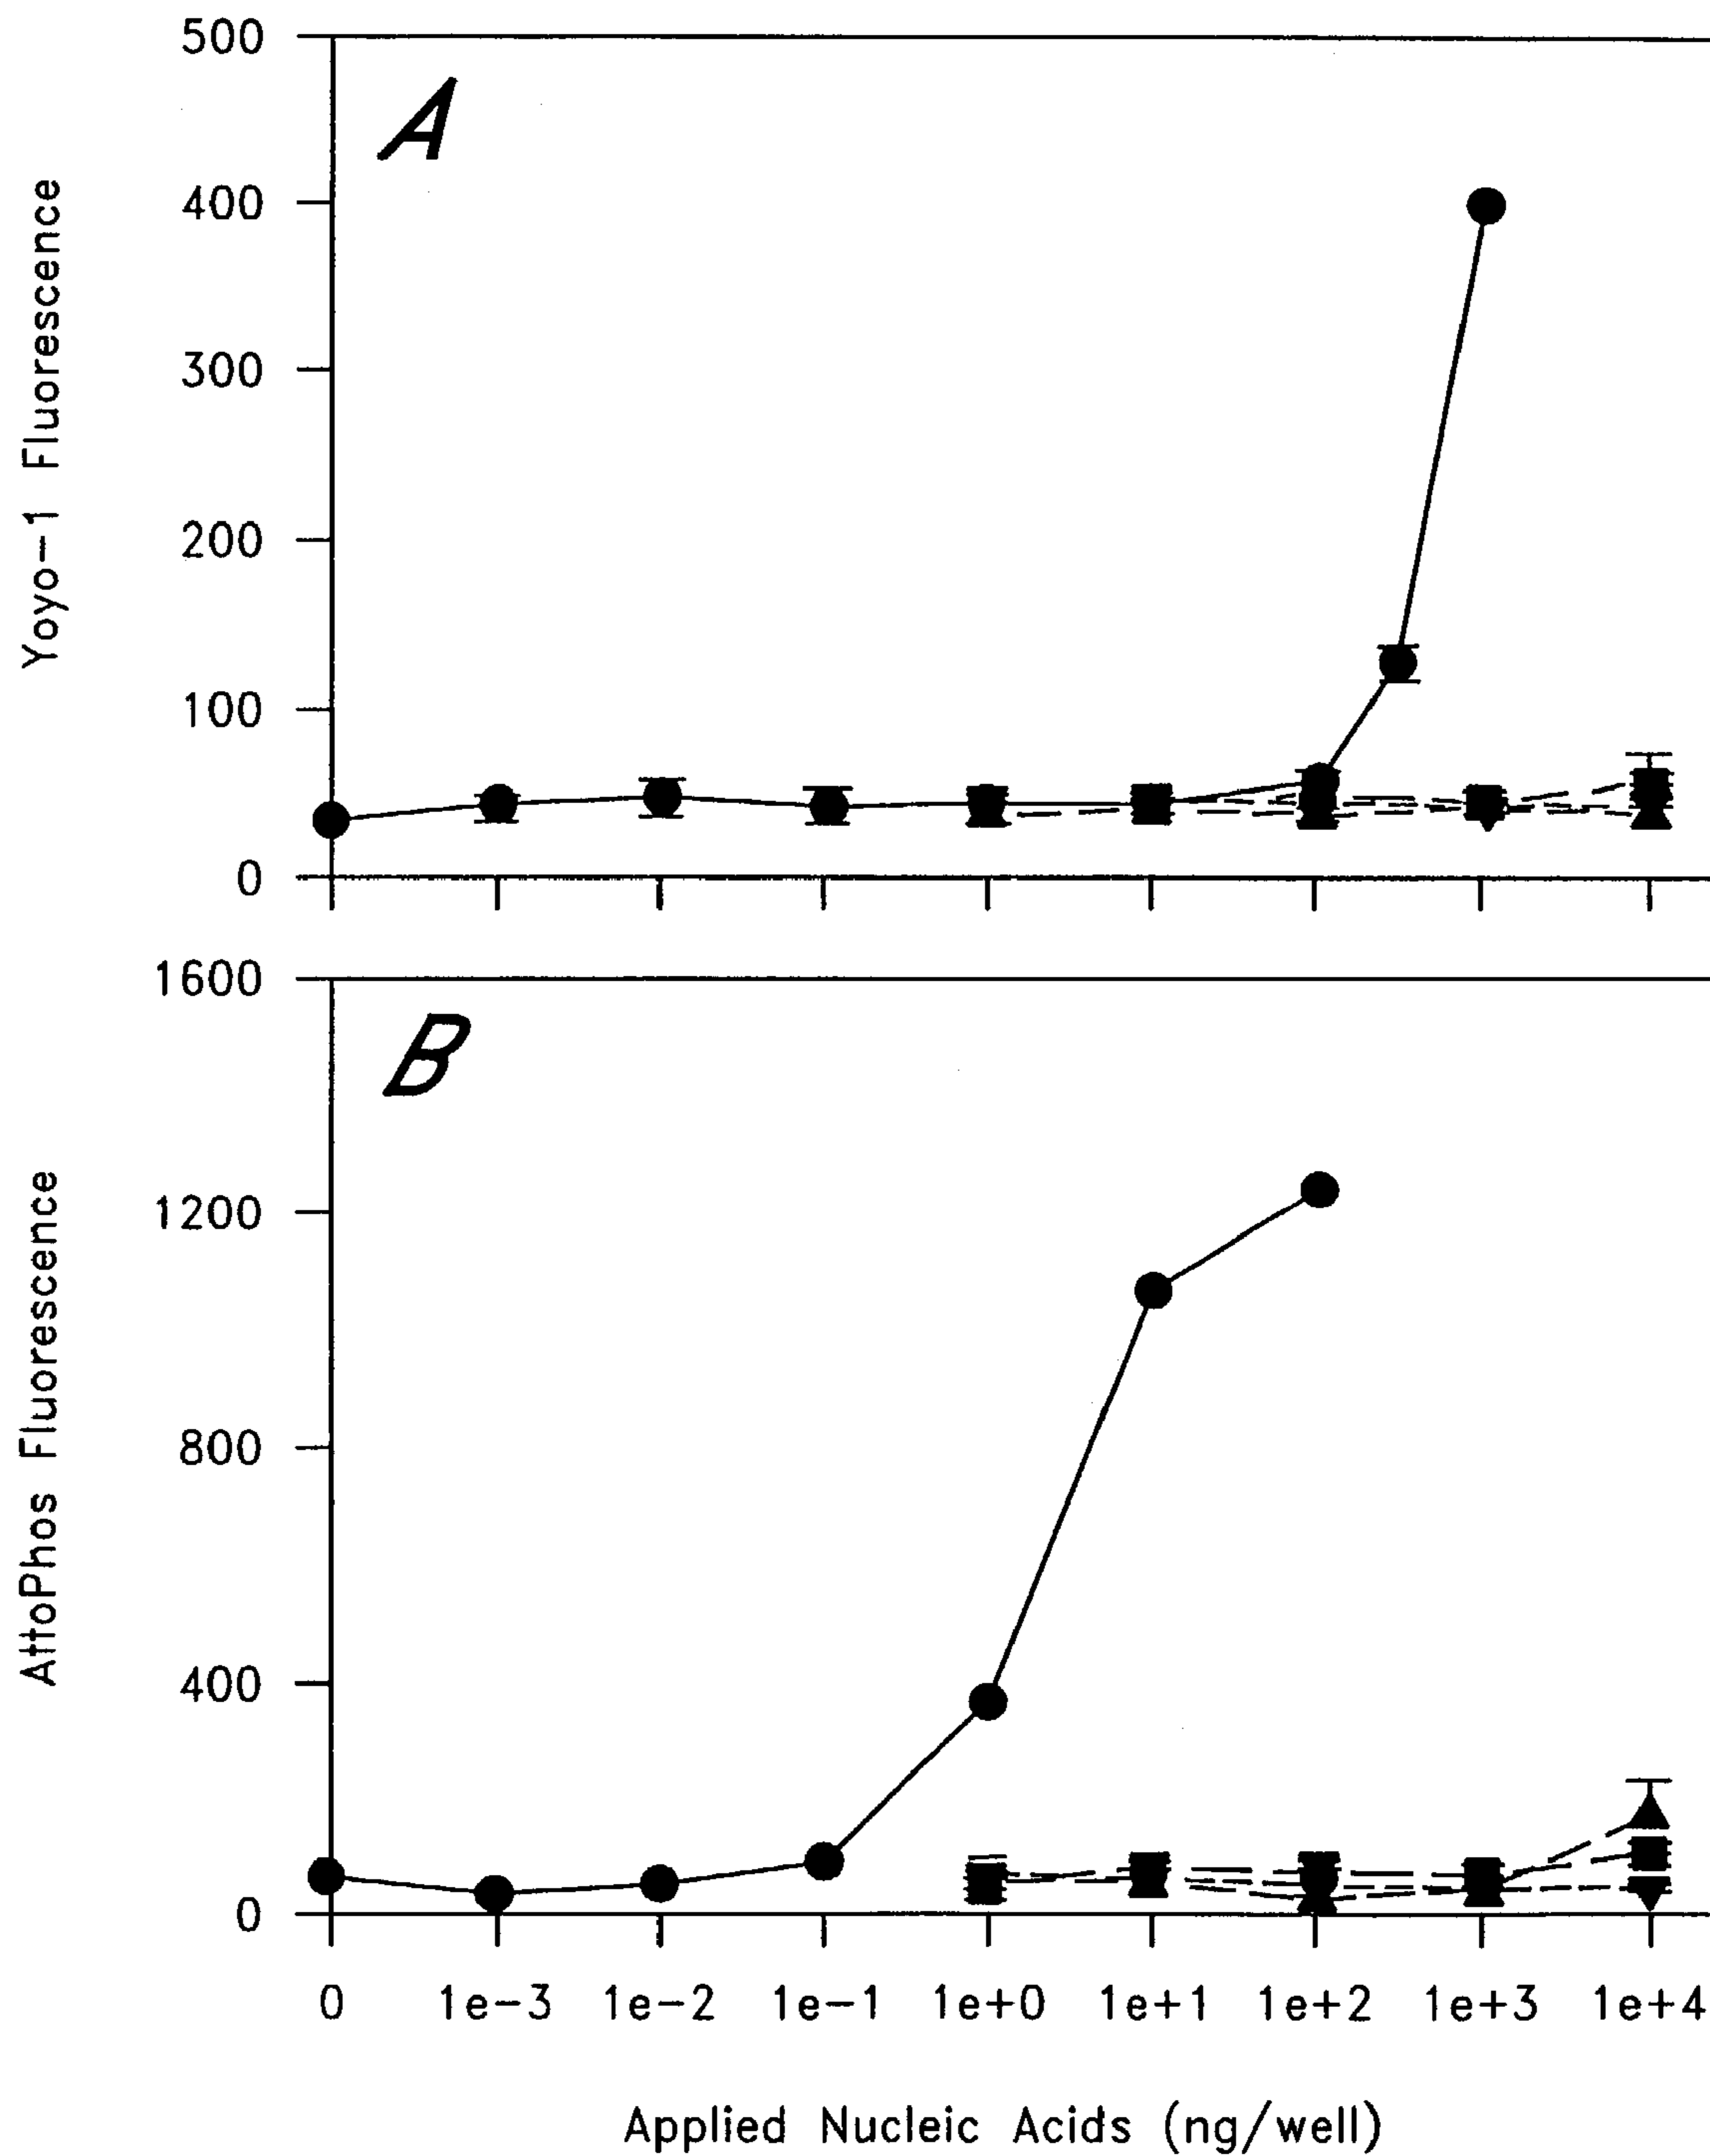 500
A
400
300
200
100
0
Yoyo-1 Fluorescence
1600
B
1200
800
400
0
AttoPhos Fluorescence
0 1e-3 1e-2 1e-1 1e+0 1e+1 1e+2 1e+3 1e+4
Applied Nucleic Acids (ng/well)